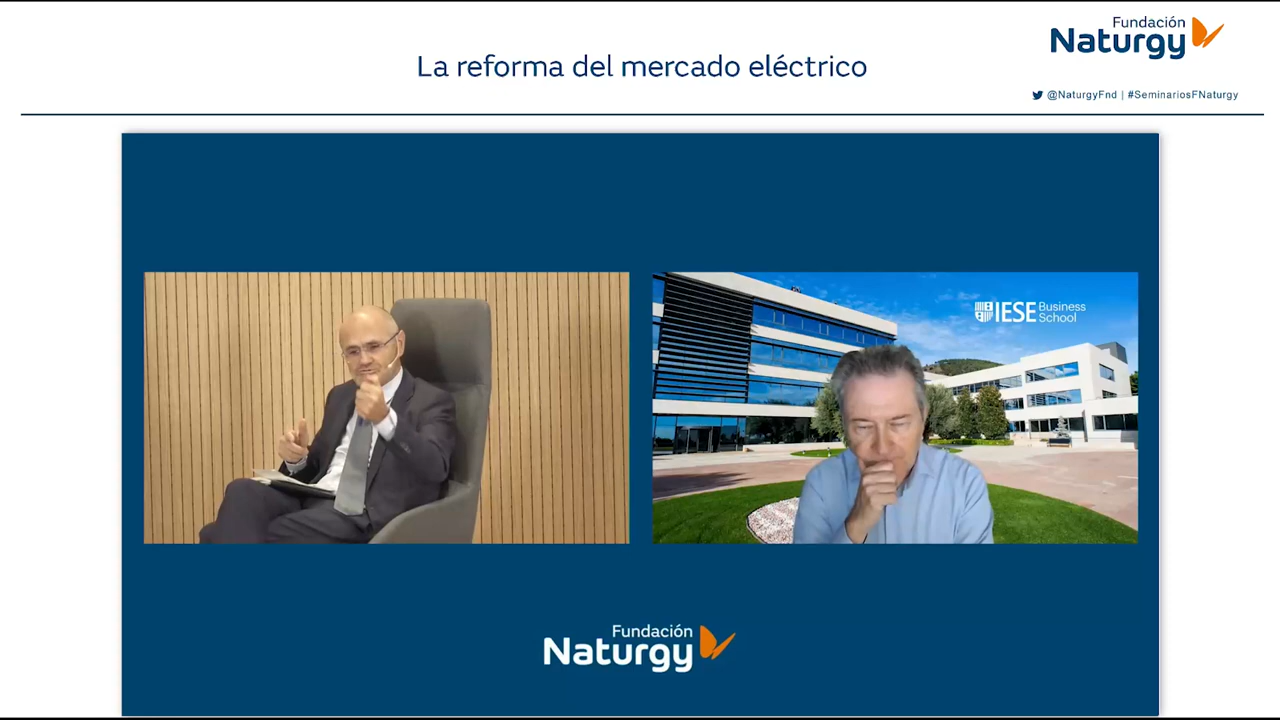 Fundación
Naturgy
La reforma del mercado eléctrico
@NaturgyFnd | #SeminariosFNaturgy
IESE Business
School
Fundación
Naturgy